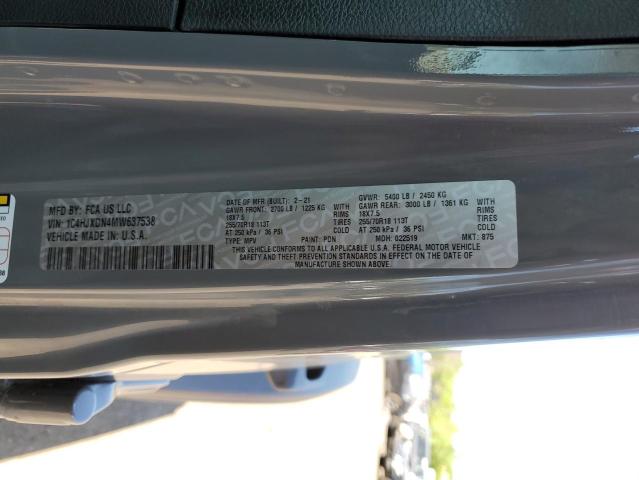 MFD BY: FCA US LLC
VIN: 1C4HJXDN4MW637538
VEHICLE MADE IN: U.S.A.
DATE OF MFR (BUILT): 2-21
GAWR FRONT: 2700 LB / 1225 KG WITH
18X7.5 RIMS
255/70R18 113T
AT 250 kPa / 36 PSI COLD
GVWR: 5400 LB / 2450 KG
GAWR REAR: 3000 LB / 1361 KG WITH
18X7.5 RIMS
255/70R18 113T
AT 250 kPa / 36 PSI COLD
TYPE: MPV PAINT: PDN MDH: 022519 MKT: 875
THIS VEHICLE CONFORMS TO ALL APPLICABLE U.S.A. FEDERAL MOTOR VEHICLE
SAFETY AND THEFT PREVENTION STANDARDS IN EFFECT ON THE DATE OF
MANUFACTURE.